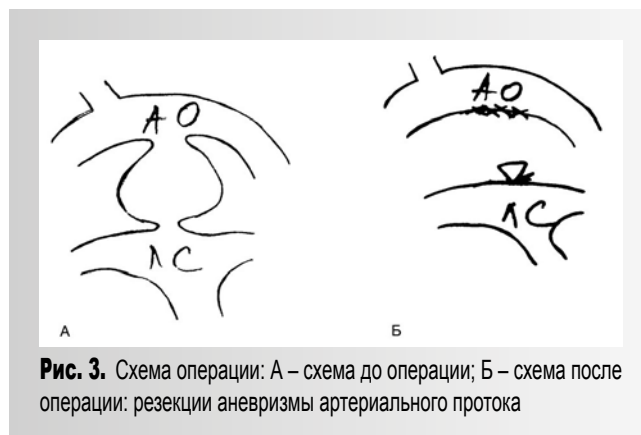 АО
ЛС
А
АО
ЛС
Б
Рис. 3. Схема операции: А – схема до операции; Б – схема после
операции: резекции аневризмы артериального протока